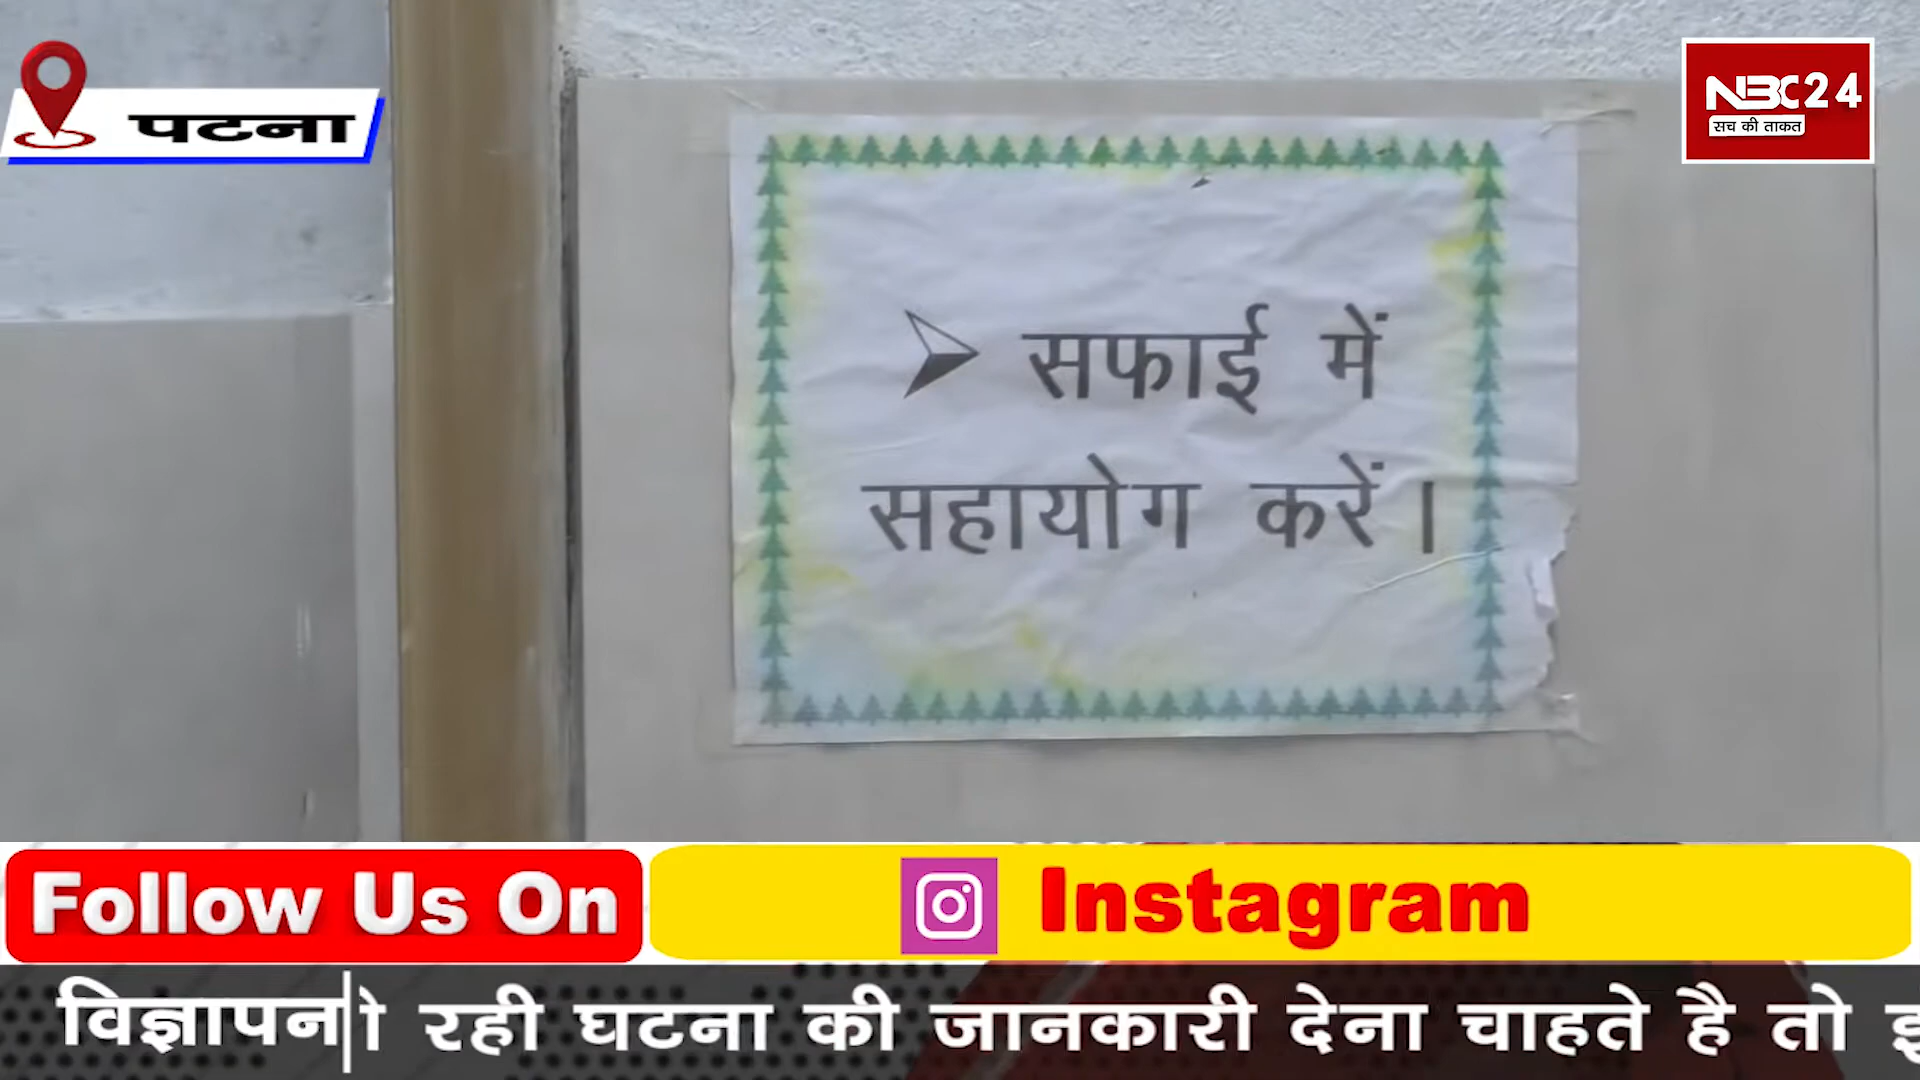 पटना
NBC24
सच की ताकत
➢ सफाई में
सहायोग करें।
Follow Us On
Instagram
विज्ञापन
रही घटना की जानकारी देना चाहते है तो